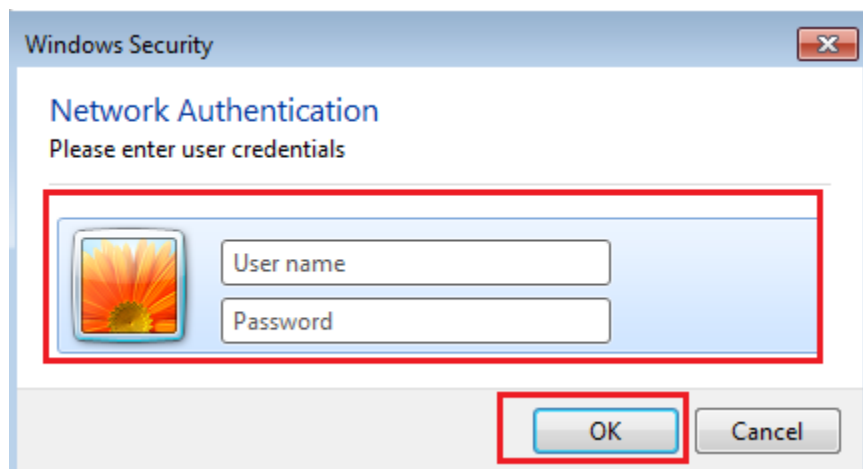 Windows Security
Network Authentication
Please enter user credentials
User name
Password
OK
Cancel